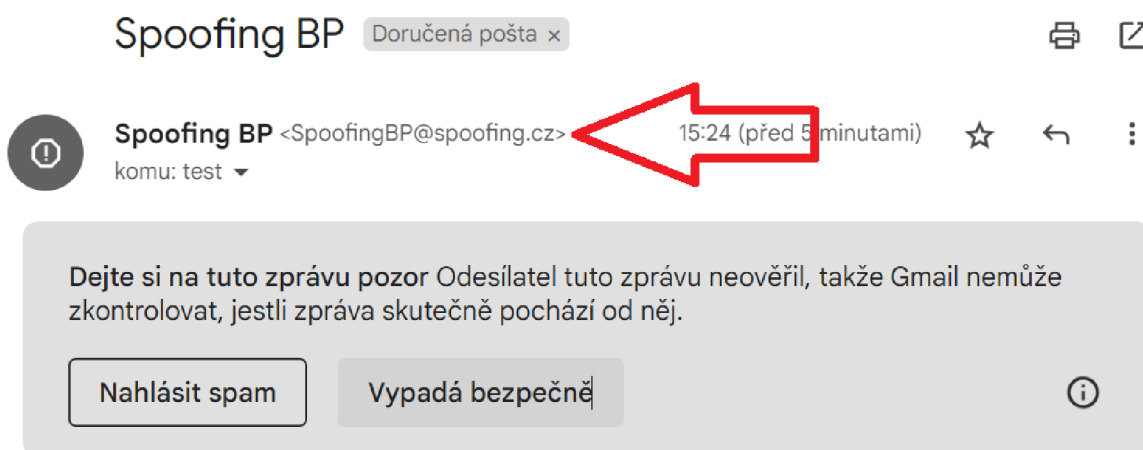 Spoofing BP Doručená pošta ×
Spoofing BP <SpoofingBP@spoofing.cz> 15:24 (před 5 minutami)
komu: test
Dejte si na tuto zprávu pozor Odesílatel tuto zprávu neověřil, takže Gmail nemůže
zkontrolovat, jestli zpráva skutečně pochází od něj.
Nahlásit spam Vypadá bezpečně